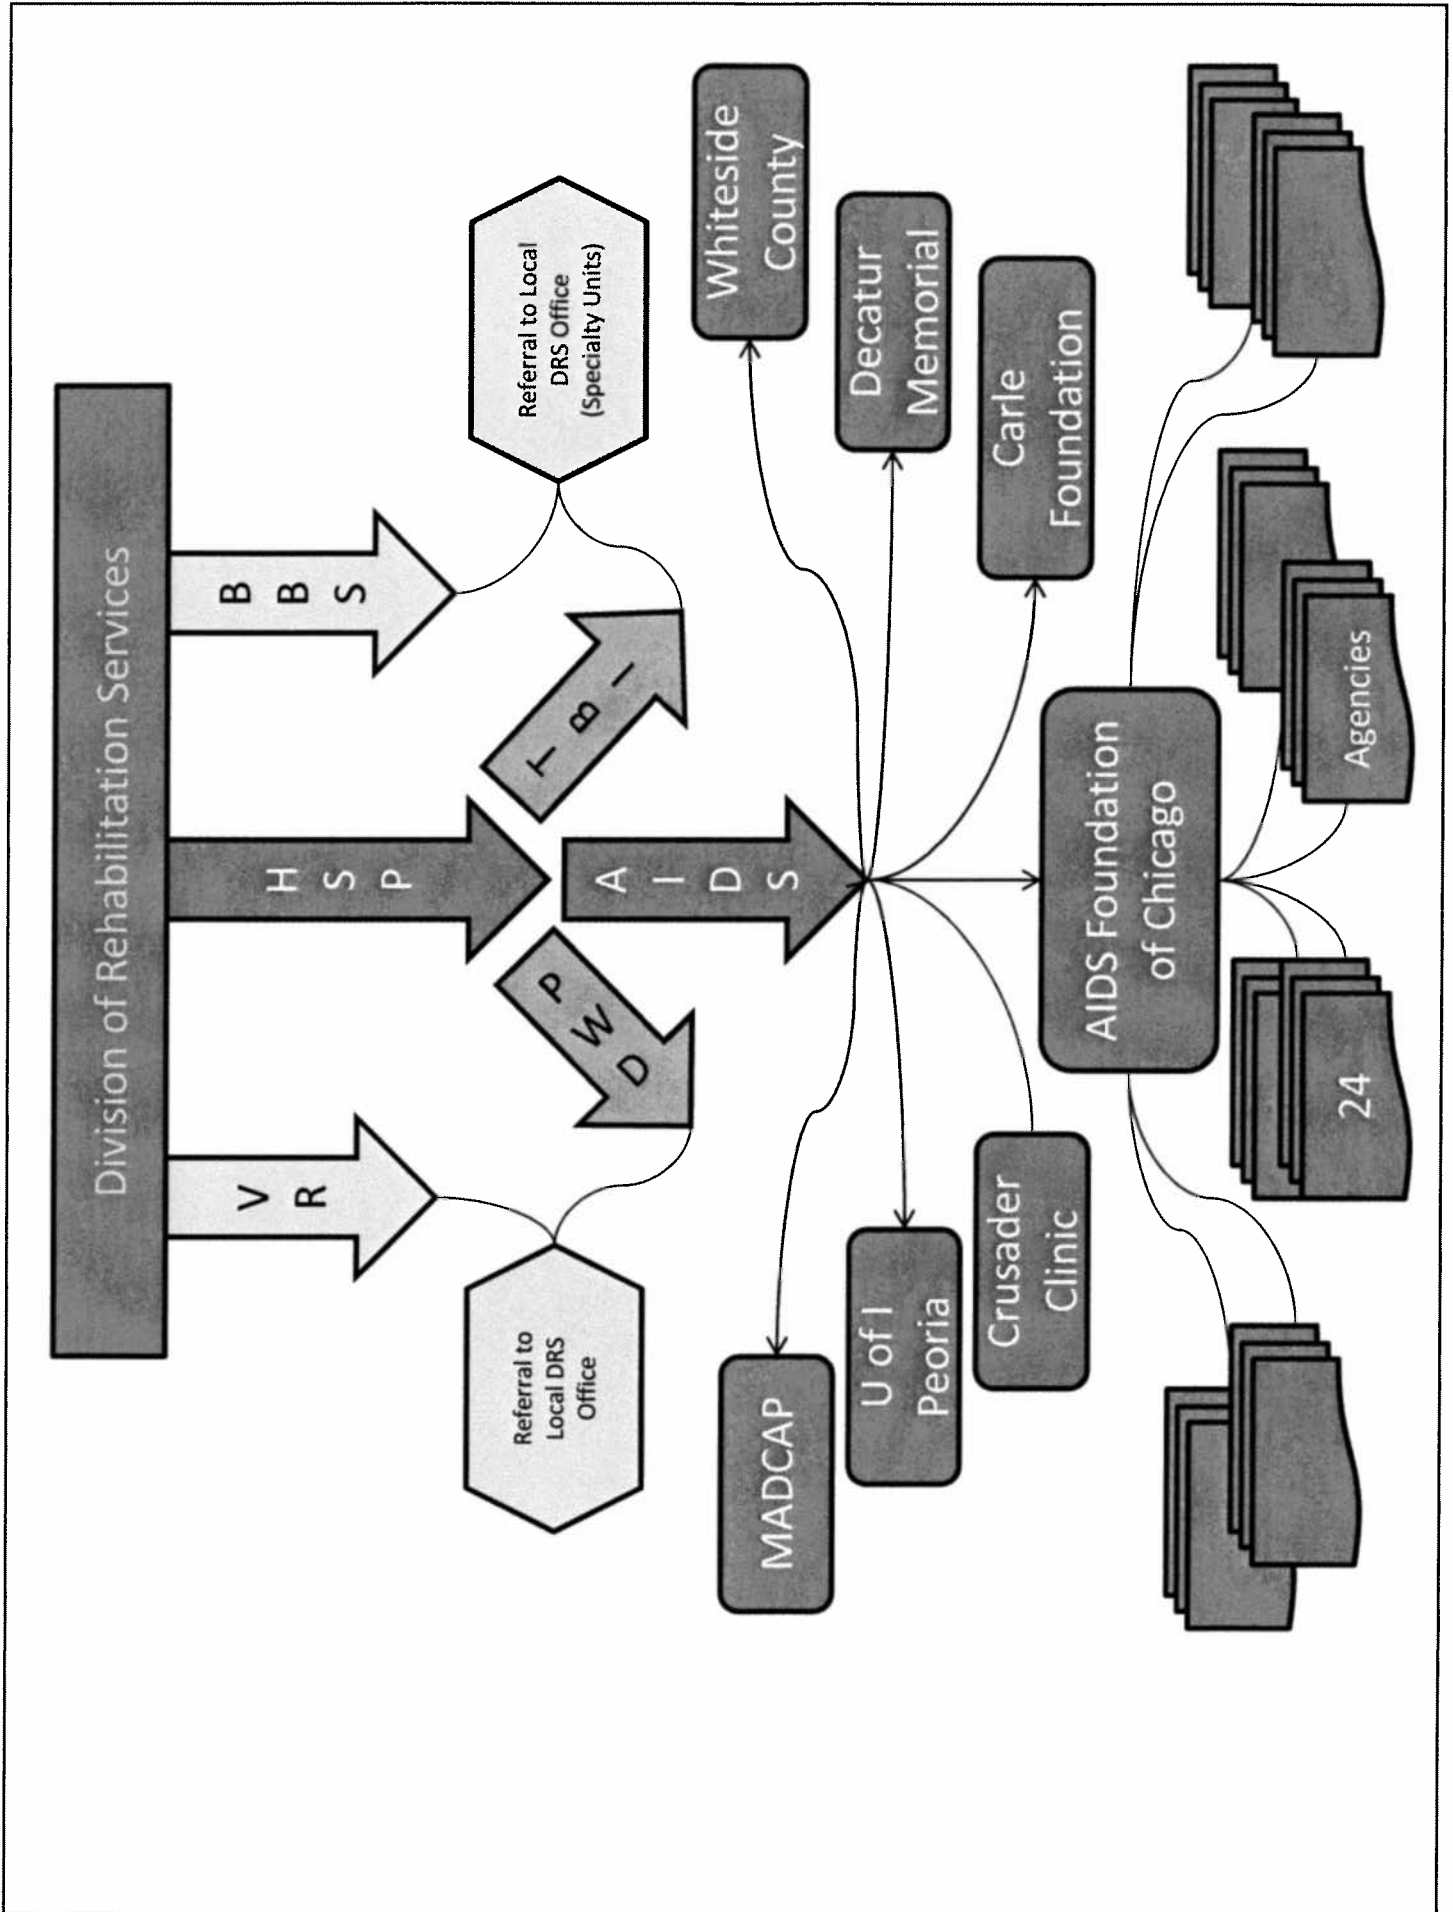 Division of Rehabilitation Services
V
R
H
S
P
B
B
S
P
W
D
T
B
I
A
I
D
S
Referral to
Local DRS
Office
Referral to Local
DRS Office
(Specialty Units)
MADCAP
Whiteside
County
U of I
Peoria
Decatur
Memorial
Crusader
Clinic
Carle
Foundation
AIDS Foundation
of Chicago
24
Agencies